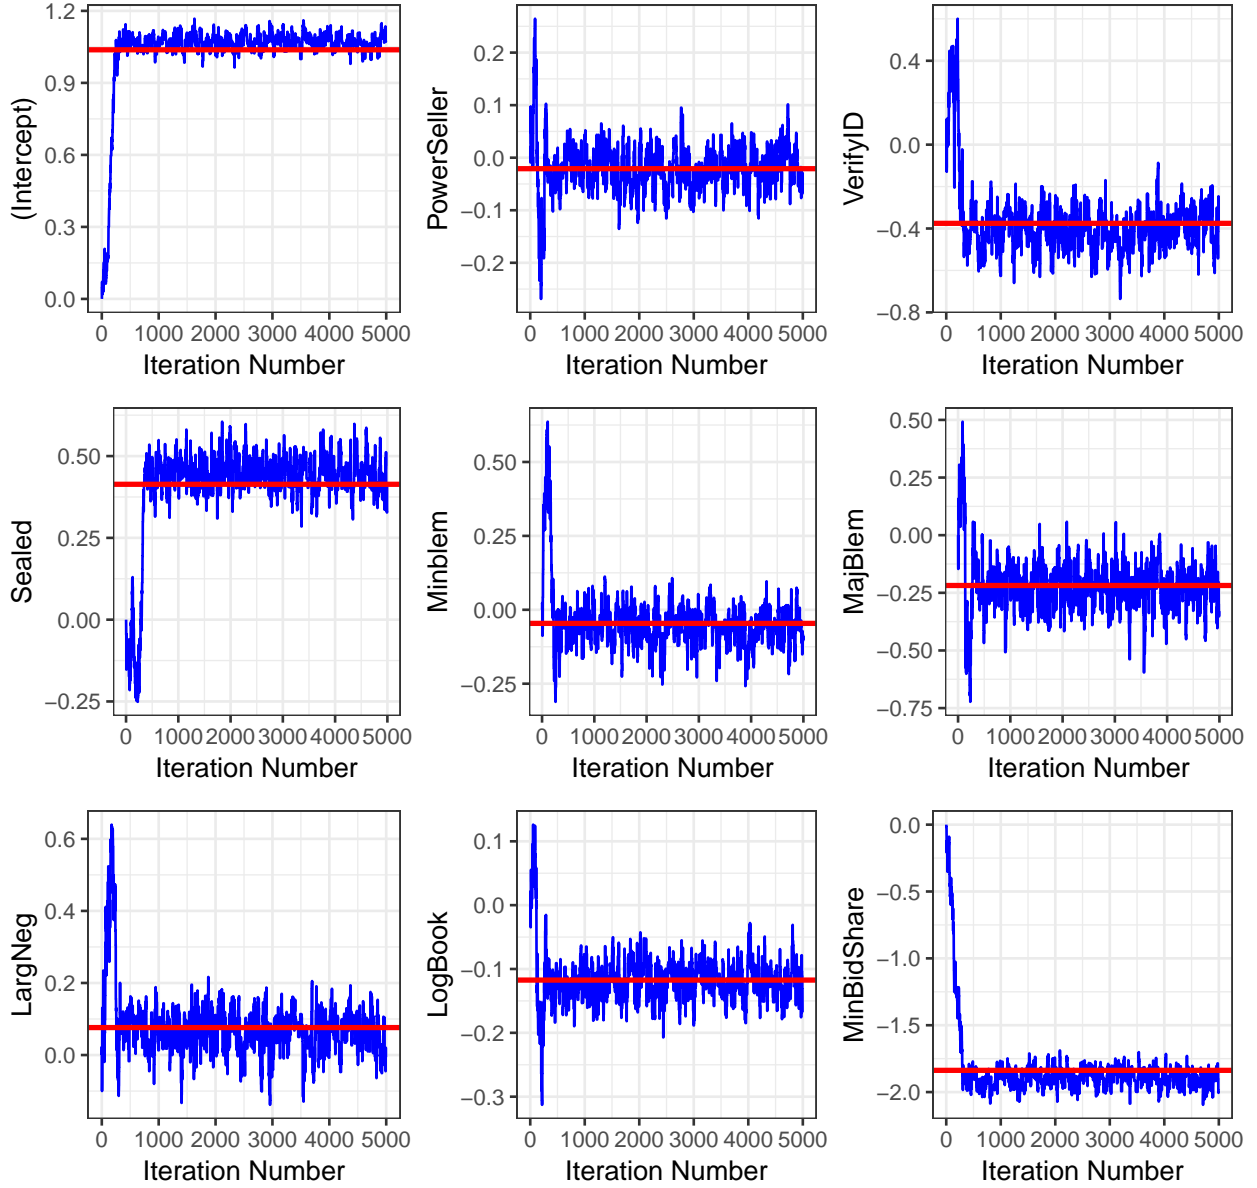 (Intercept)
1.2
0.9
0.6
0.3
0.0
0 1000 2000 3000 4000 5000
Iteration Number
PowerSeller
0.2
0.1
0.0
−0.1
−0.2
0 1000 2000 3000 4000 5000
Iteration Number
VerifyID
0.4
0.0
−0.4
−0.8
0 1000 2000 3000 4000 5000
Iteration Number
Sealed
0.50
0.25
0.00
−0.25
0 1000 2000 3000 4000 5000
Iteration Number
Minblem
0.50
0.25
0.00
−0.25
0 1000 2000 3000 4000 5000
Iteration Number
MajBlem
0.50
0.25
0.00
−0.25
−0.50
−0.75
0 1000 2000 3000 4000 5000
Iteration Number
LargNeg
0.6
0.4
0.2
0.0
0 1000 2000 3000 4000 5000
Iteration Number
LogBook
0.1
0.0
−0.1
−0.2
−0.3
0 1000 2000 3000 4000 5000
Iteration Number
MinBidShare
0.0
−0.5
−1.0
−1.5
−2.0
0 1000 2000 3000 4000 5000
Iteration Number